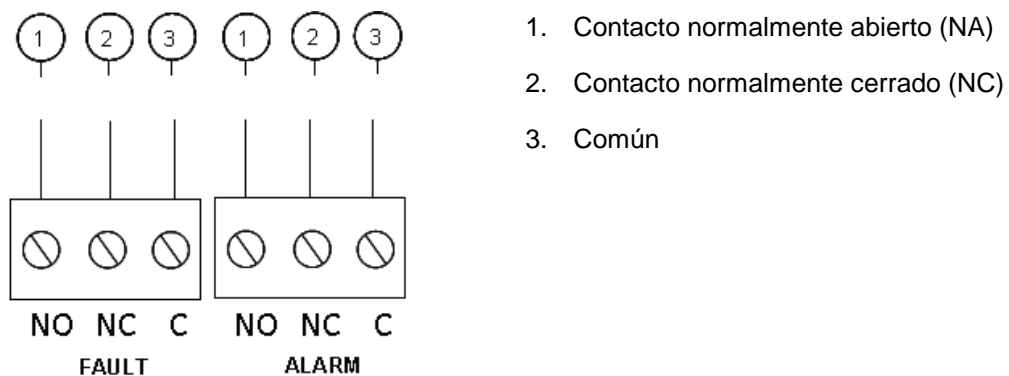 1 2 3 1 2 3
NO NC C NO NC C
FAULT ALARM
1. Contacto normalmente abierto (NA)
2. Contacto normalmente cerrado (NC)
3. Común